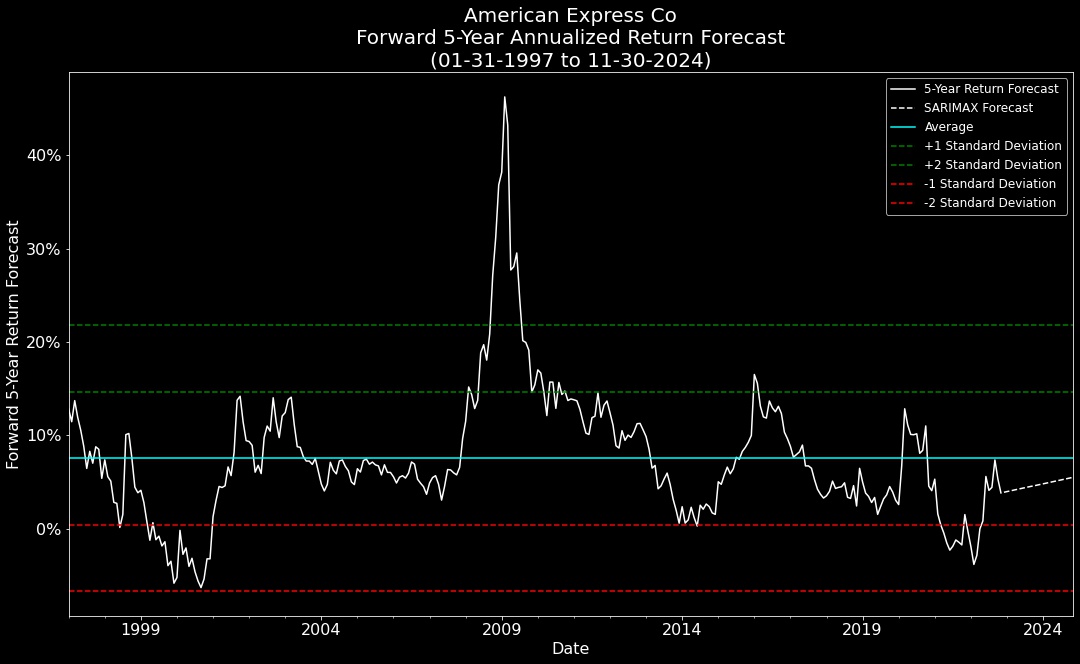 American Express Co
Forward 5-Year Annualized Return Forecast
(01-31-1997 to 11-30-2024)
5-Year Return Forecast
SARIMAX Forecast
Average
+1 Standard Deviation
+2 Standard Deviation
-1 Standard Deviation
-2 Standard Deviation
Forward 5-Year Return Forecast
40%
30%
20%
10%
0%
1999 2004 2009 2014 2019 2024
Date